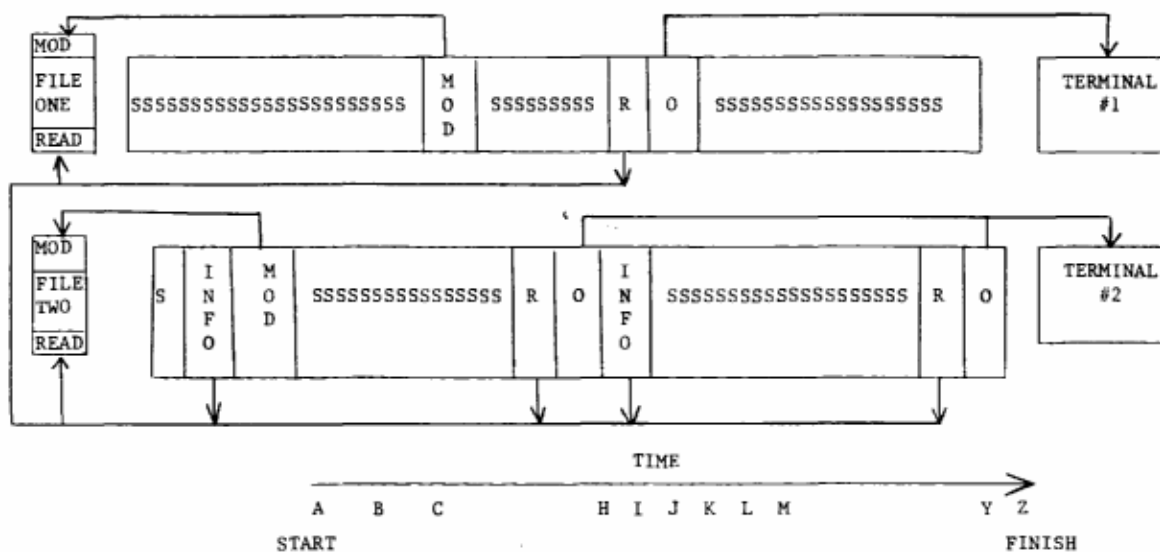 MOD
FILE
ONE
READ
SSSSSSSSSSSSSSSSSSSSSSS
M
O
D
SSSSSSSSS
R
O
SSSSSSSSSSSSSSSSSSS
TERMINAL
#1
MOD
FILE
TWO
READ
S
I
N
F
O
M
O
D
SSSSSSSSSSSSSSSS
R
O
I
N
F
O
SSSSSSSSSSSSSSSSSSSS
R
O
TERMINAL
#2
TIME
A B C H I J K L M Y Z
START FINISH